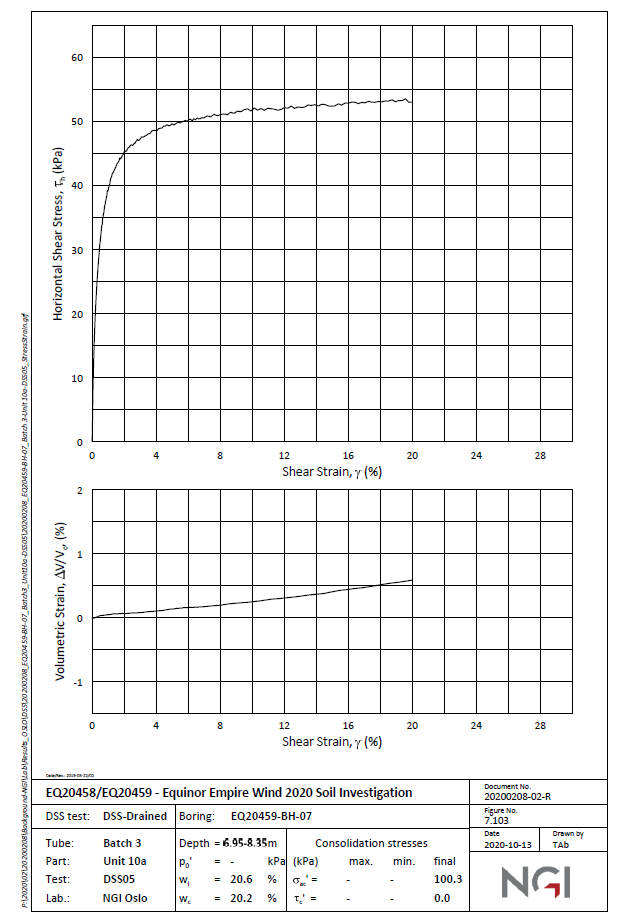 60
50
40
30
20
10
0
Horizontal Shear Stress, τh (kPa)
0 4 8 12 16 20 24 28
Shear Strain, γ (%)
2
1
0
-1
Volumetric Strain, ΔV/Vc, (%)
0 4 8 12 16 20 24 28
Shear Strain, γ (%)
EQ20458/EQ20459 - Equinor Empire Wind 2020 Soil Investigation
Document No.
20200208-02-R
DSS test: DSS-Drained Boring: EQ20459-BH-07
Figure No.
7.103
Date Drawn by
2020-10-13 TAb
Tube: Batch 3 Depth = 6.95-8.35m Consolidation stresses
Part: Unit 10a p0' = - kPa (kPa) max. min. final
Test: DSS05 wi = 20.6 % σac' = - - 100.3
Lab.: NGI Oslo wc = 20.2 % τc' = - - 0.0
NGI